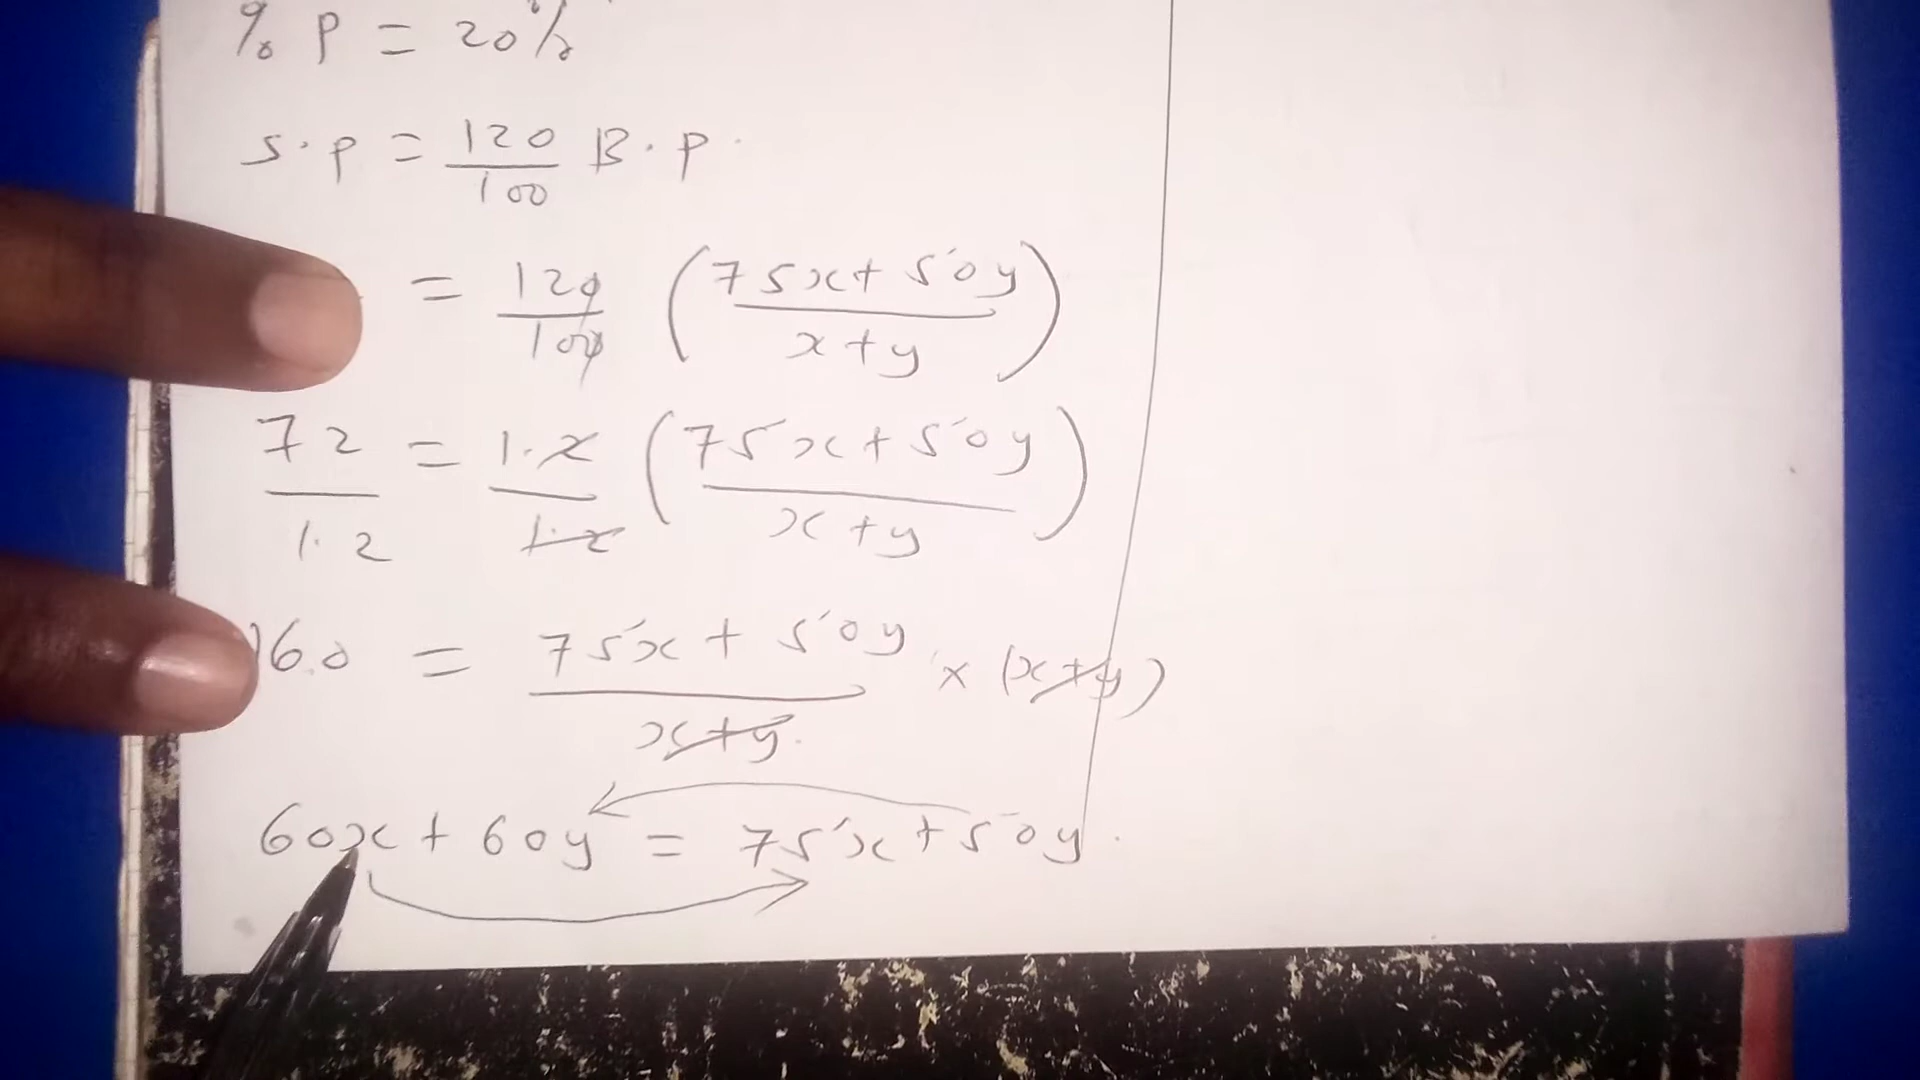 % P = 20%
S.P = 120/100 B.P.
= 120/100 (75x + 50y / x + y)
72/1.2 = 1.2/1.2 (75x + 50y / x + y)
60 = 75x + 50y / x + y × (x + y)
60x + 60y = 75x + 50y